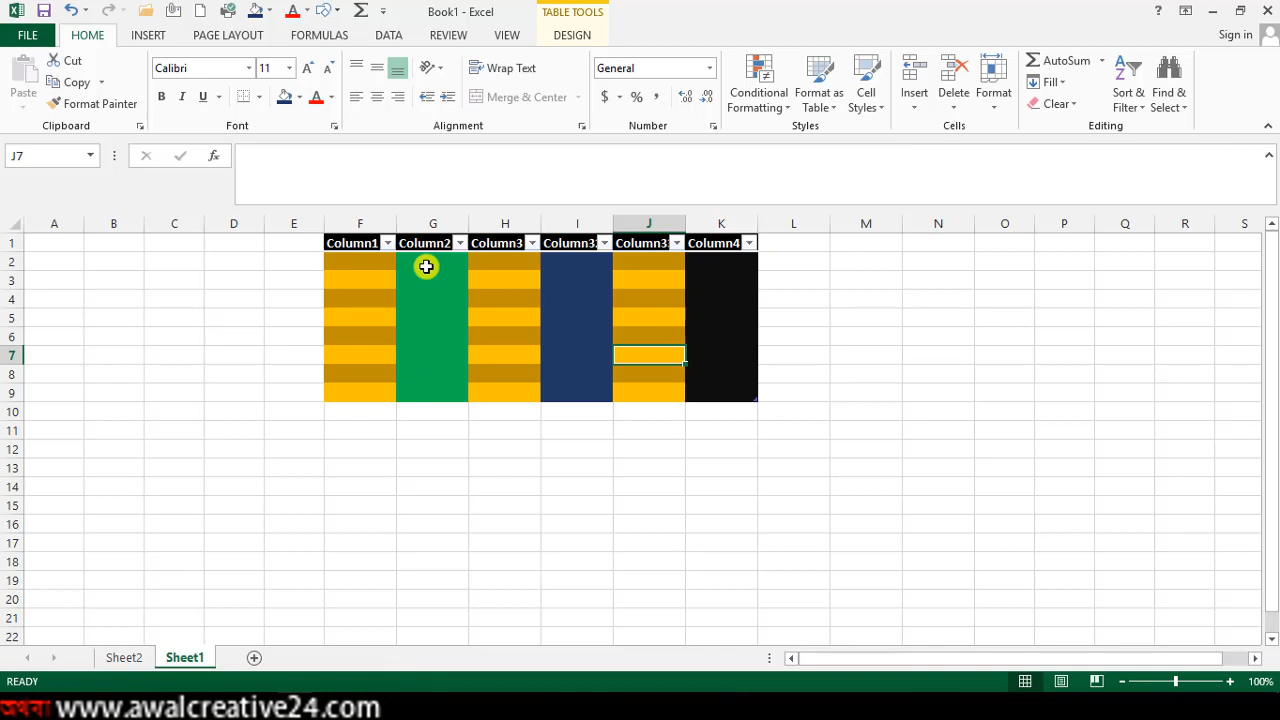 Book1 - Excel
TABLE TOOLS
?
FILE
HOME
INSERT
PAGE LAYOUT
FORMULAS
DATA
REVIEW
VIEW
DESIGN
Sign in
Paste
Cut
Copy
Format Painter
Clipboard
Calibri
11
B I U
Font
Wrap Text
Merge & Center
Alignment
General
$ % ,
Number
Conditional Formatting
Format as Table
Cell Styles
Styles
Insert
Delete
Format
Cells
AutoSum
Fill
Clear
Sort & Filter
Find & Select
Editing
J7
fx
A B C D E F G H I J K L M N O P Q R S
1 Column1 Column2 Column3 Column3 Column3 Column4
2
3
4
5
6
7
8
9
10
11
12
13
14
15
16
17
18
19
20
21
22
Sheet2 Sheet1
READY
100%
অথবা www.awalcreative24.com